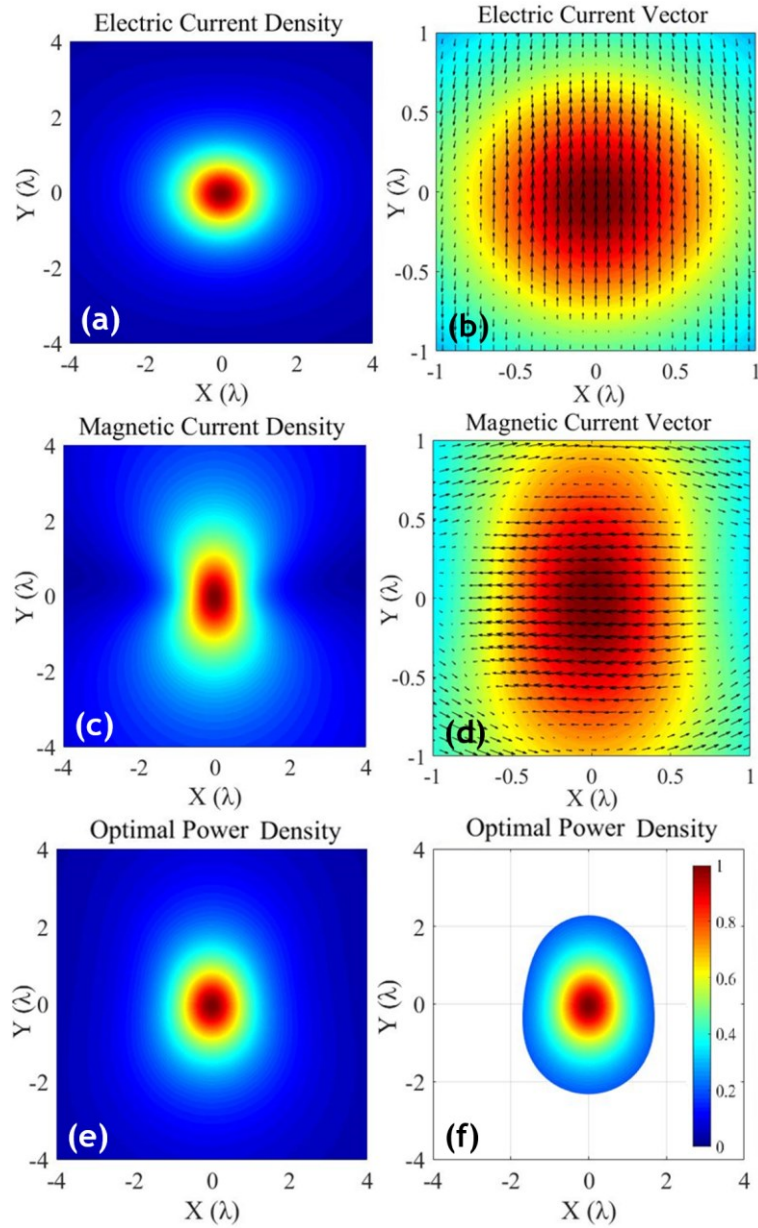 Electric Current Density
4
2
0
-2
-4
Y (λ)
-4 -2 0 2 4
X (λ)
(a)
Electric Current Vector
1
0.5
0
-0.5
-1
Y (λ)
-1 -0.5 0 0.5 1
X (λ)
(b)
Magnetic Current Density
4
2
0
-2
-4
Y (λ)
-4 -2 0 2 4
X (λ)
(c)
Magnetic Current Vector
1
0.5
0
-0.5
-1
Y (λ)
-1 -0.5 0 0.5 1
X (λ)
(d)
Optimal Power Density
4
2
0
-2
-4
Y (λ)
-4 -2 0 2 4
X (λ)
(e)
Optimal Power Density
4
2
0
-2
-4
Y (λ)
-4 -2 0 2 4
X (λ)
(f)
1
0.8
0.6
0.4
0.2
0